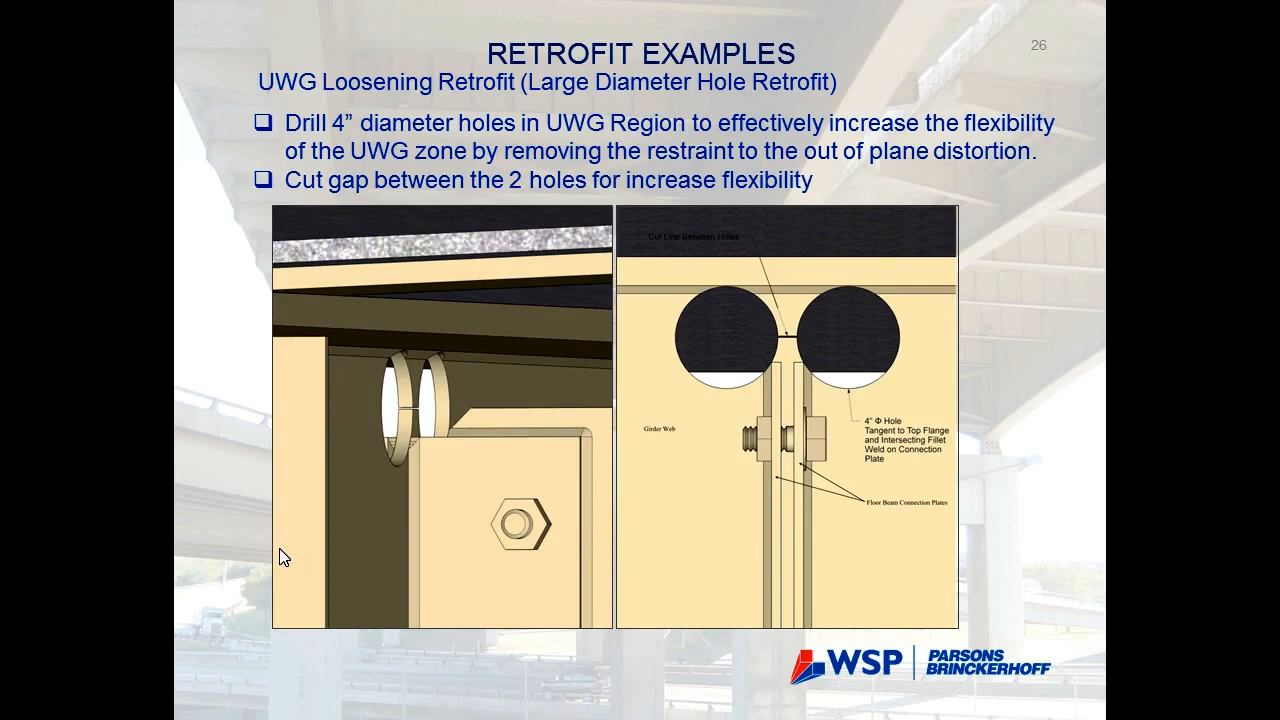 26
RETROFIT EXAMPLES
UWG Loosening Retrofit (Large Diameter Hole Retrofit)
Drill 4” diameter holes in UWG Region to effectively increase the flexibility
of the UWG zone by removing the restraint to the out of plane distortion.
Cut gap between the 2 holes for increase flexibility
Cut Line Between Holes
4” Φ Hole
Tangent to Top Flange
and Intersecting Fillet
Weld on Connection
Plate
Girder Web
Floor Beam Connection Plates
WSP
PARSONS
BRINCKERHOFF